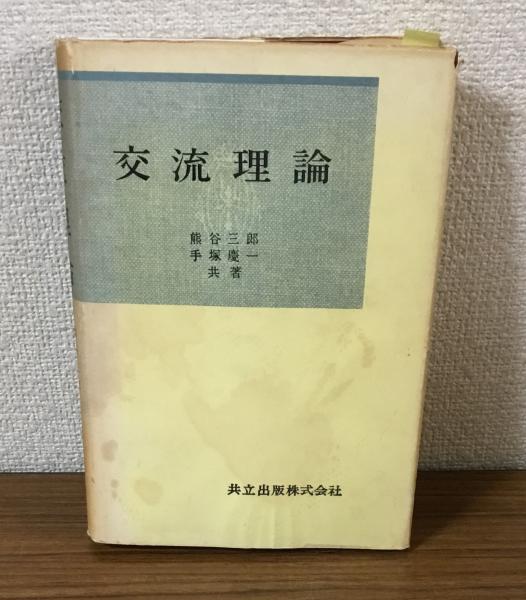 交流理論
熊谷三郎
手塚慶一
共著
共立出版株式会社